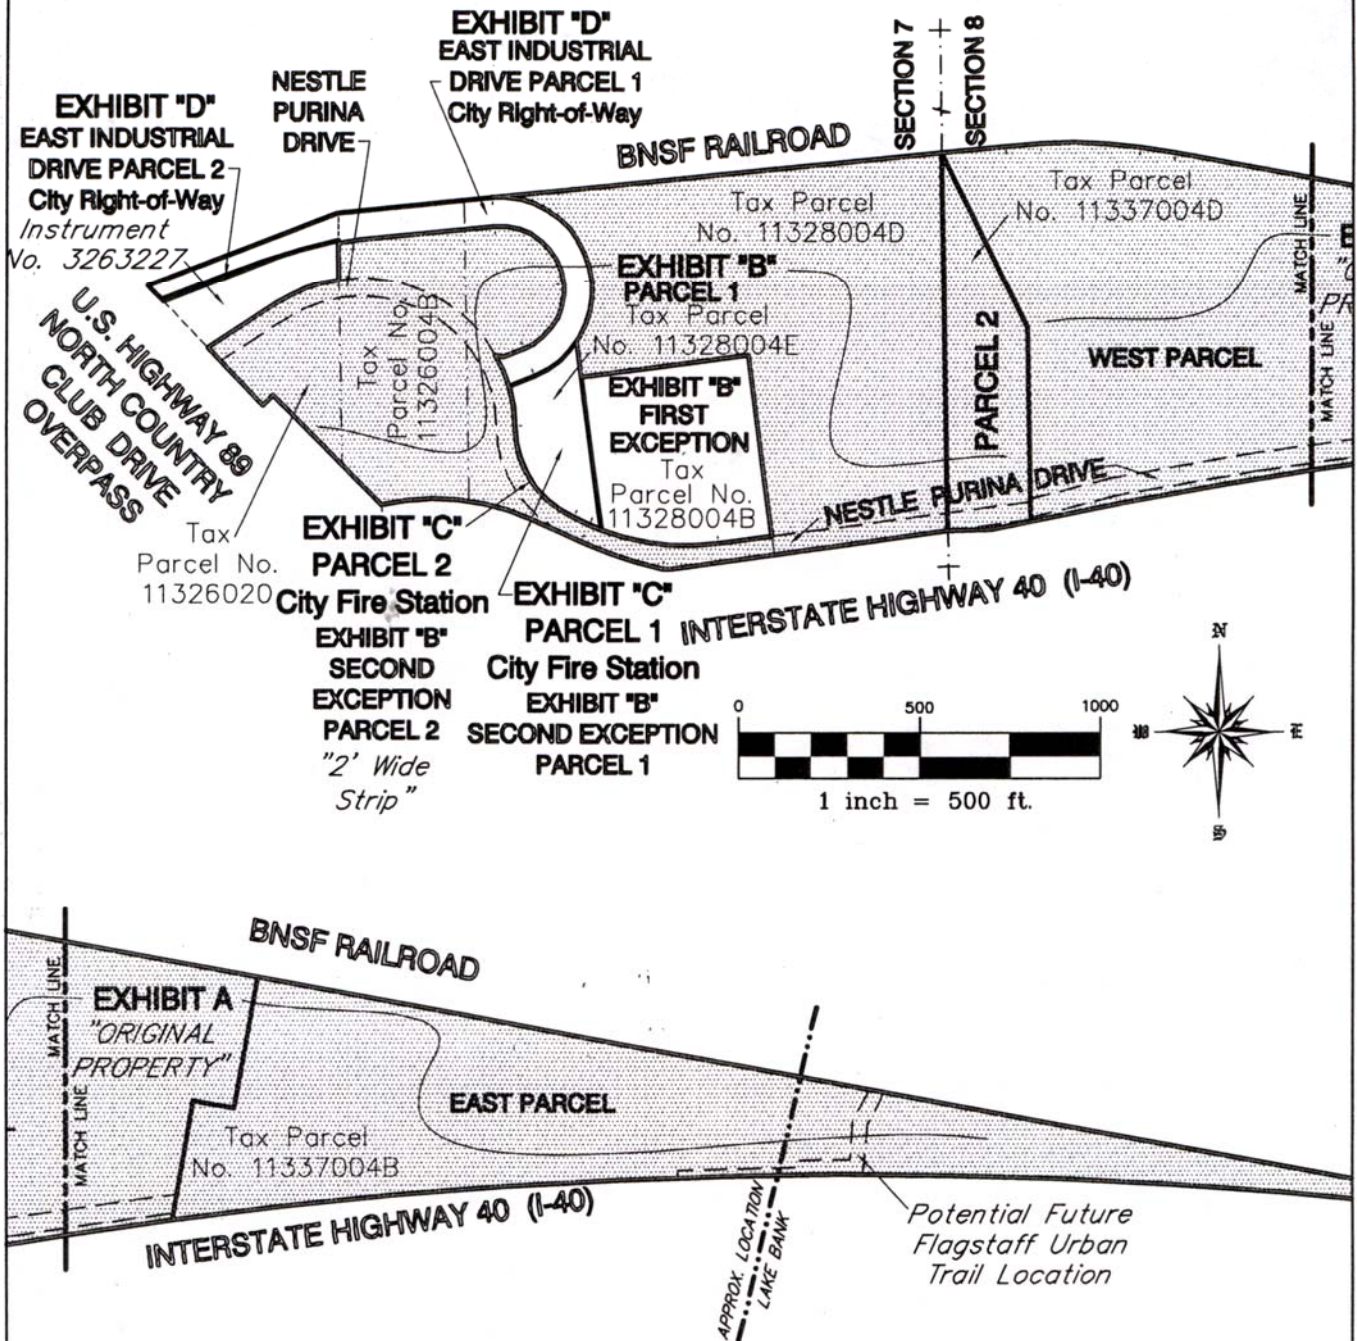 EXHIBIT "D"
EAST INDUSTRIAL
DRIVE PARCEL 1
City Right-of-Way
NESTLE
PURINA
DRIVE
EXHIBIT "D"
EAST INDUSTRIAL
DRIVE PARCEL 2
City Right-of-Way
Instrument
No. 3263227
SECTION 7
SECTION 8
BNSF RAILROAD
Tax Parcel
No. 11328004D
Tax Parcel
No. 11337004D
MATCH LINE
MATCH LINE
U.S. HIGHWAY 89
NORTH COUNTRY
CLUB DRIVE
OVERPASS
Tax
Parcel No.
11326004B
EXHIBIT "B"
PARCEL 1
Tax Parcel
No. 11328004E
EXHIBIT "B"
FIRST
EXCEPTION
Tax
Parcel No.
11328004B
PARCEL 2
WEST PARCEL
NESTLE PURINA DRIVE
Tax
Parcel No.
11326020
EXHIBIT "C"
PARCEL 2
City Fire Station
EXHIBIT "B"
SECOND
EXCEPTION
PARCEL 2
"2' Wide
Strip"
EXHIBIT "C"
PARCEL 1
City Fire Station
EXHIBIT "B"
SECOND EXCEPTION
PARCEL 1
INTERSTATE HIGHWAY 40 (I-40)
0 500 1000
1 inch = 500 ft.
N
W
E
S
BNSF RAILROAD
MATCH LINE
MATCH LINE
EXHIBIT A
"ORIGINAL
PROPERTY"
EAST PARCEL
Tax Parcel
No. 11337004B
INTERSTATE HIGHWAY 40 (I-40)
APPROX. LOCATION
LAKE BANK
Potential Future
Flagstaff Urban
Trail Location